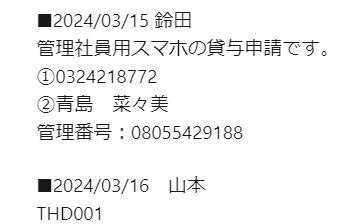 ■2024/03/15 鈴田
管理社員用スマホの貸与申請です。
①0324218772
②青島　菜々美
管理番号：08055429188
■2024/03/16　山本
THD001